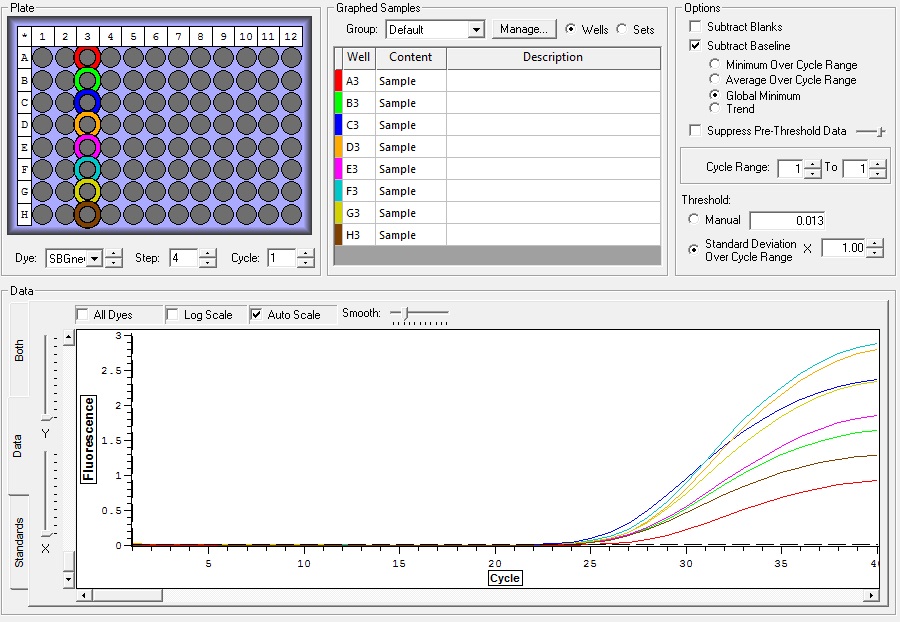 Plate
* 1 2 3 4 5 6 7 8 9 10 11 12
A
B
C
D
E
F
G
H
Dye: SBGne Step: 4 Cycle: 1
Graphed Samples
Group: Default Manage... Wells Sets
Well Content Description
A3 Sample
B3 Sample
C3 Sample
D3 Sample
E3 Sample
F3 Sample
G3 Sample
H3 Sample
Options
Subtract Blanks
Subtract Baseline
Minimum Over Cycle Range
Average Over Cycle Range
Global Minimum
Trend
Suppress Pre-Threshold Data
Cycle Range: 1 To 1
Threshold:
Manual 0.013
Standard Deviation
Over Cycle Range X 1.00
Data
Both
Data
Standards
Y
X
All Dyes Log Scale Auto Scale Smooth:
Fluorescence
3
2.5
2
1.5
1
0.5
0
5 10 15 20 25 30 35 4
Cycle